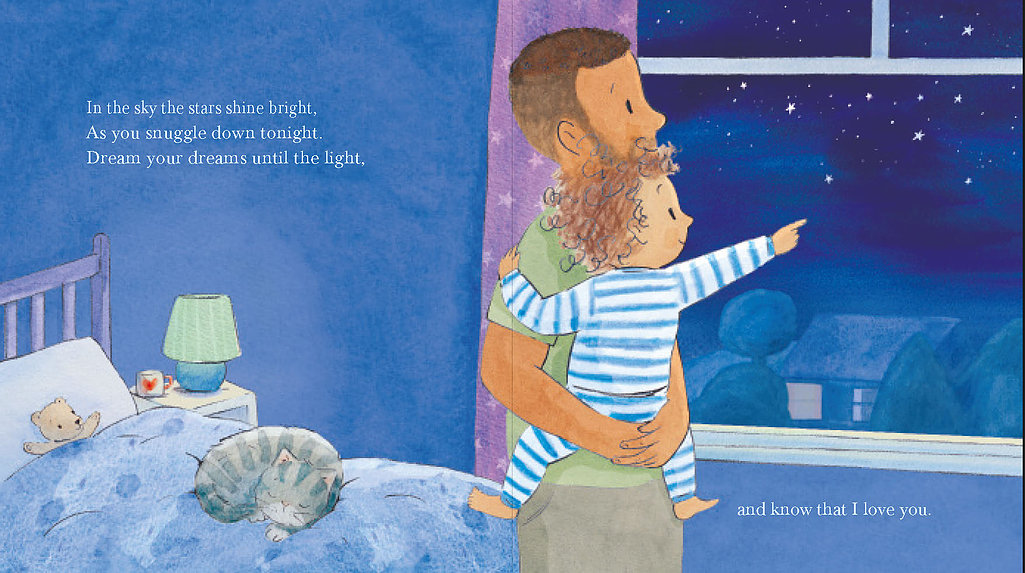 In the sky the stars shine bright,
As you snuggle down tonight.
Dream your dreams until the light,
and know that I love you.